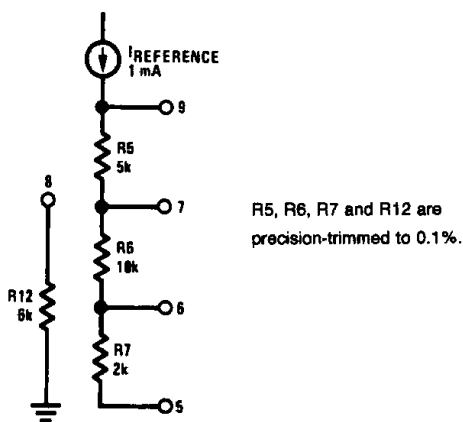 IREFERENCE
1 mA
9
R5
5k
8
7
R5, R6, R7 and R12 are
precision-trimmed to 0.1%.
R6
10k
R12
6k
6
R7
2k
5